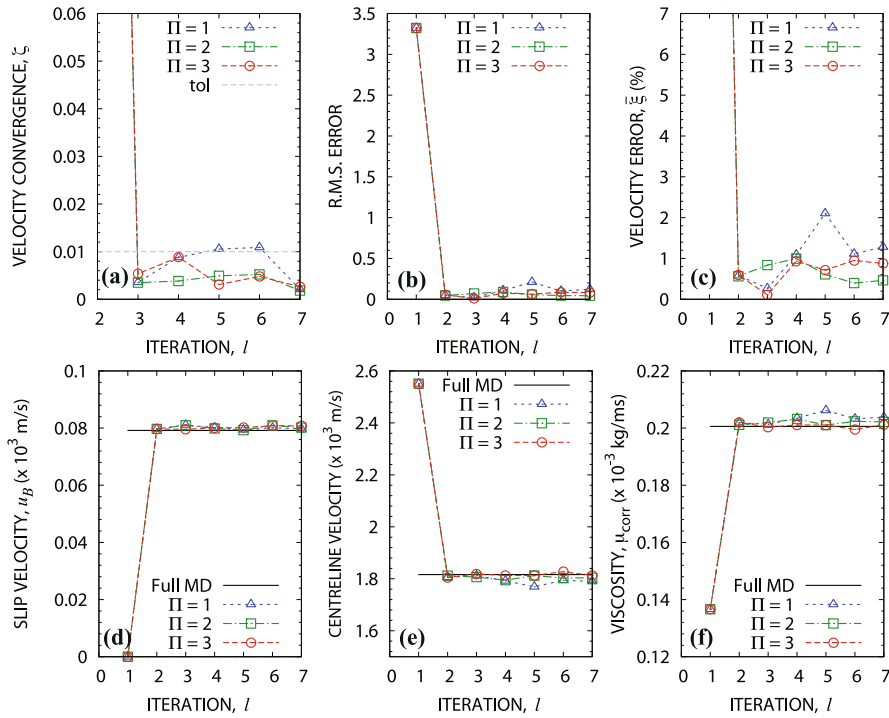 VELOCITY CONVERGENCE, ζ
0.06
0.05
0.04
0.03
0.02
0.01
0
Π = 1
Π = 2
Π = 3
tol
(a)
2 3 4 5 6 7
ITERATION, l
R.M.S. ERROR
3.5
3
2.5
2
1.5
1
0.5
0
Π = 1
Π = 2
Π = 3
(b)
0 1 2 3 4 5 6 7
ITERATION, l
VELOCITY ERROR, ξ̄ (%)
7
6
5
4
3
2
1
0
Π = 1
Π = 2
Π = 3
(c)
0 1 2 3 4 5 6 7
ITERATION, l
SLIP VELOCITY, u_B (x 10³ m/s)
0.1
0.08
0.06
0.04
0.02
0
Full MD
Π = 1
Π = 2
Π = 3
(d)
0 1 2 3 4 5 6 7
ITERATION, l
CENTRELINE VELOCITY (x 10³ m/s)
2.6
2.4
2.2
2.0
1.8
1.6
Full MD
Π = 1
Π = 2
Π = 3
(e)
0 1 2 3 4 5 6 7
ITERATION, l
VISCOSITY, μ_corr (x 10⁻³ kg/ms)
0.22
0.2
0.18
0.16
0.14
0.12
Full MD
Π = 1
Π = 2
Π = 3
(f)
0 1 2 3 4 5 6 7
ITERATION, l